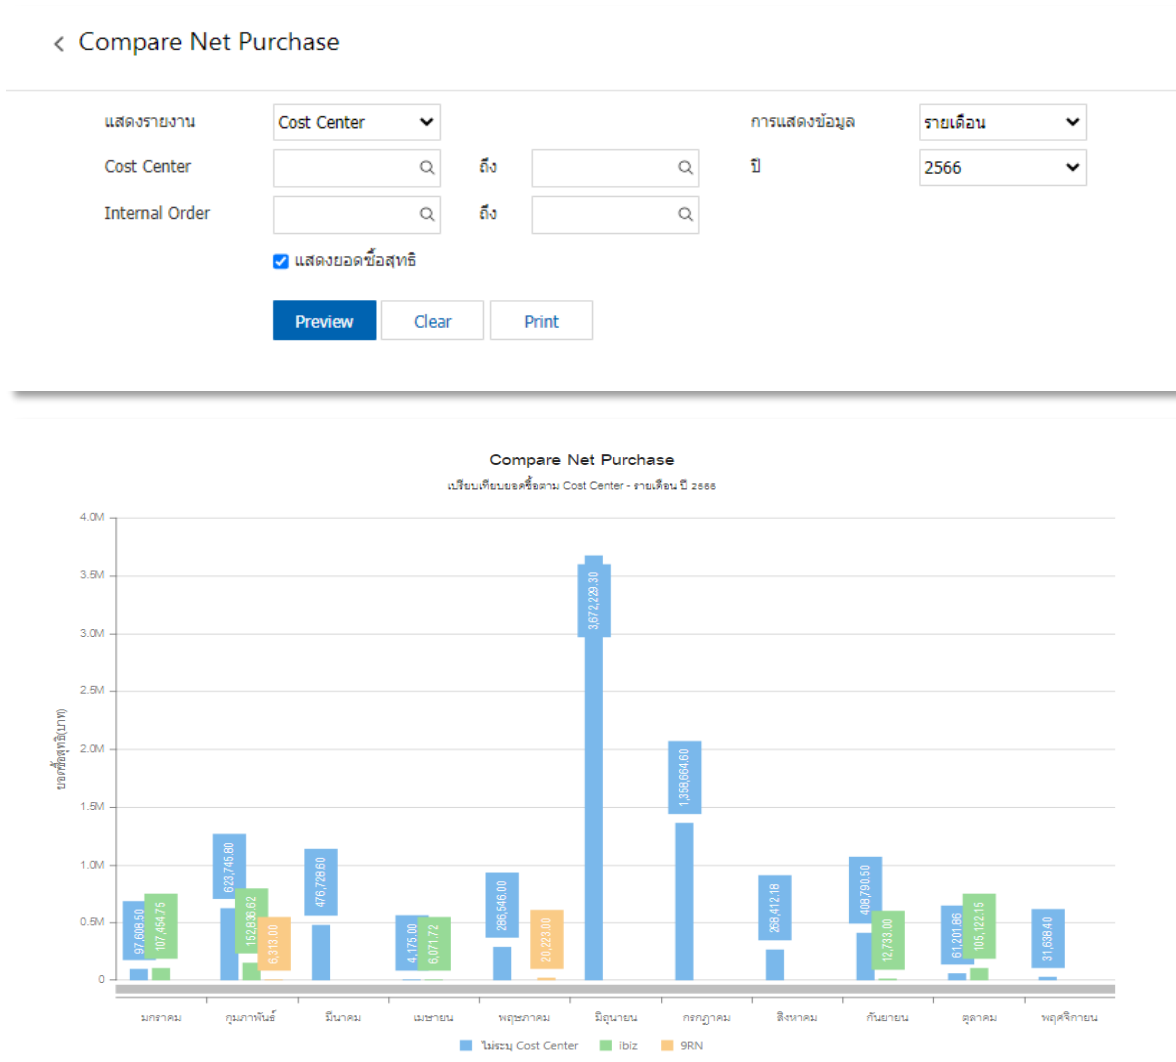 < Compare Net Purchase
แสดงรายงาน Cost Center การแสดงข้อมูล รายเดือน
Cost Center ถึง ปี 2566
Internal Order ถึง
แสดงยอดซื้อสุทธิ
Preview Clear Print
Compare Net Purchase
เปรียบเทียบยอดซื้อตาม Cost Center - รายเดือน ปี 2566
ยอดซื้อสุทธิ(บาท)
4.0M
3.5M
3.0M
2.5M
2.0M
1.5M
1.0M
0.5M
0
97,608.50
107,454.75
623,745.80
152,836.62
6,313.00
476,728.60
4,175.00
6,071.72
286,546.00
20,223.00
3,672,229.30
1,358,664.60
268,412.18
408,790.50
12,733.00
61,201.86
105,122.15
31,638.40
มกราคม กุมภาพันธ์ มีนาคม เมษายน พฤษภาคม มิถุนายน กรกฎาคม สิงหาคม กันยายน ตุลาคม พฤศจิกายน
ไม่ระบุ Cost Center ibiz 9RN